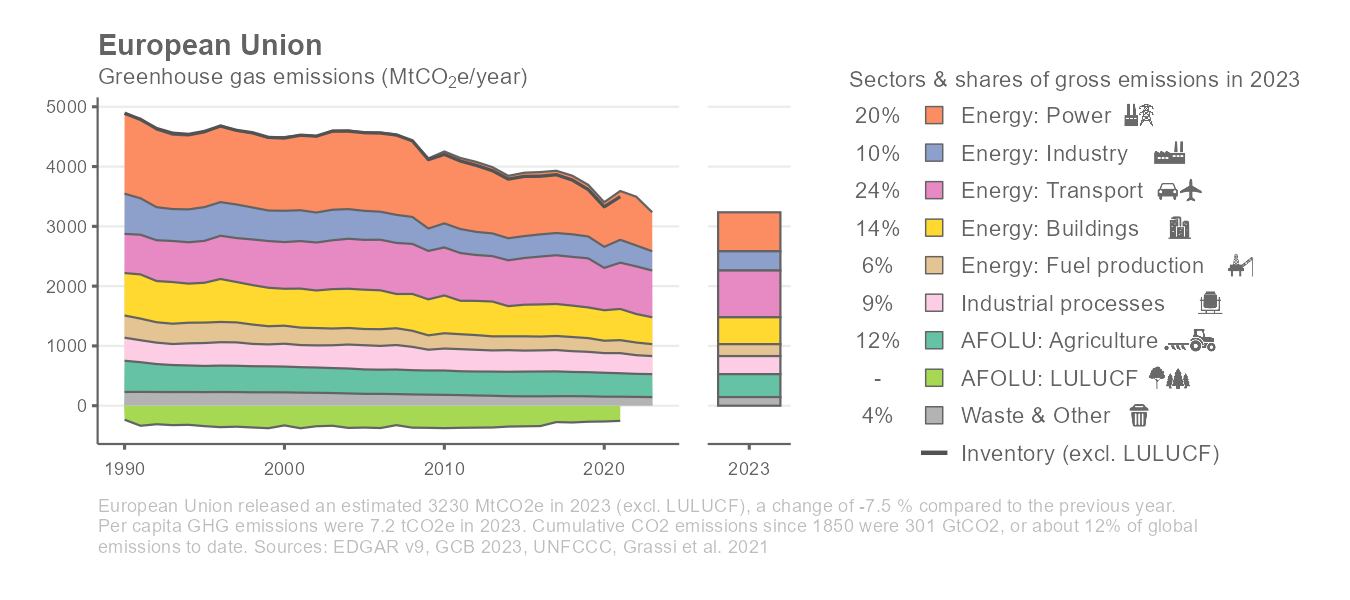 European Union
Greenhouse gas emissions (MtCO₂e/year)
5000
4000
3000
2000
1000
0
1990
2000
2010
2020
2023
Sectors & shares of gross emissions in 2023
20% Energy: Power
10% Energy: Industry
24% Energy: Transport
14% Energy: Buildings
6% Energy: Fuel production
9% Industrial processes
12% AFOLU: Agriculture
- AFOLU: LULUCF
4% Waste & Other
Inventory (excl. LULUCF)
European Union released an estimated 3230 MtCO2e in 2023 (excl. LULUCF), a change of -7.5 % compared to the previous year.
Per capita GHG emissions were 7.2 tCO2e in 2023. Cumulative CO2 emissions since 1850 were 301 GtCO2, or about 12% of global
emissions to date. Sources: EDGAR v9, GCB 2023, UNFCCC, Grassi et al. 2021